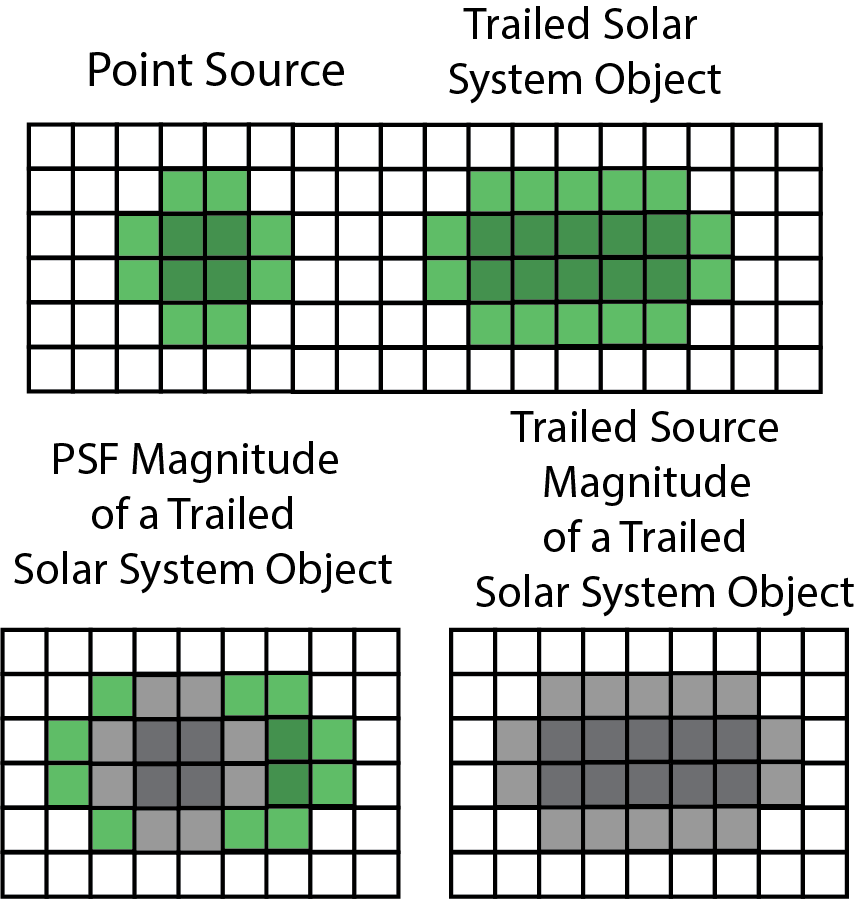 Point Source
Trailed Solar
System Object
PSF Magnitude
of a Trailed
Solar System Object
Trailed Source
Magnitude
of a Trailed
Solar System Object